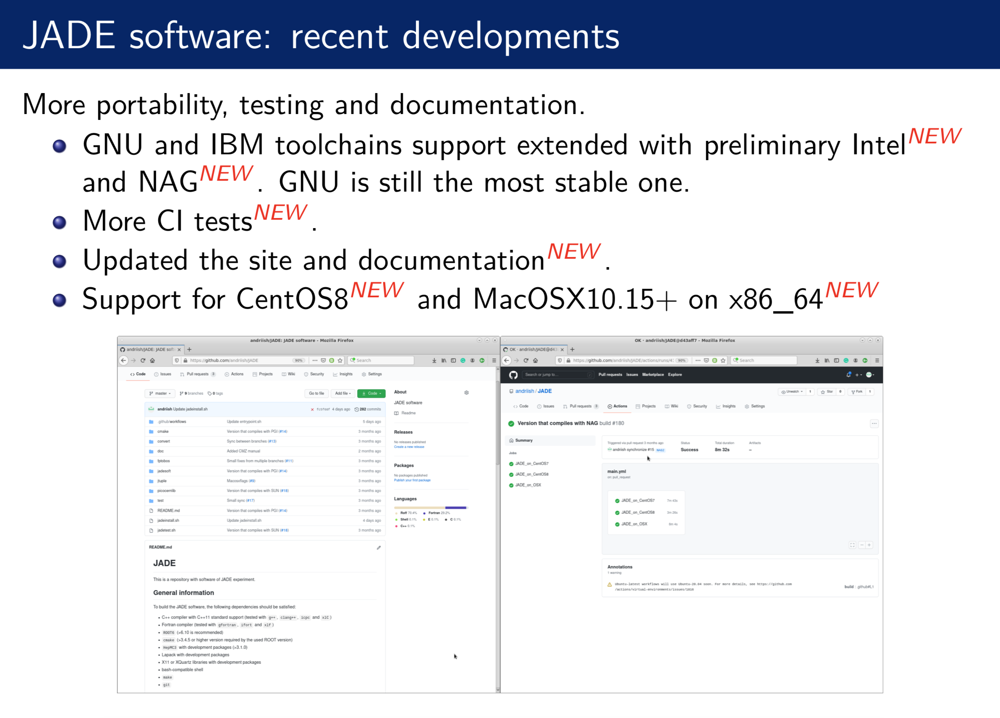 JADE software: recent developments
More portability, testing and documentation.
GNU and IBM toolchains support extended with preliminary Intel NEW
and NAG NEW. GNU is still the most stable one.
More CI tests NEW.
Updated the site and documentation NEW.
Support for CentOS8 NEW and MacOSX10.15+ on x86_64 NEW
andriish/JADE: JADE software - Mozilla Firefox
andriish/JADE: JADE soft
https://github.com/andriish/JADE 90% Search
Code Issues Pull requests 3 Actions Projects Wiki Security Insights Settings
master 9 branches 0 tags Go to file Add file Code
andriish Update jadeinstall.sh 4 days ago 282 commits
.github/workflows Update entrypoint.sh 5 days ago
cmake Version that compiles with PGI (#14) 3 months ago
convert Sync between branches (#13) 3 months ago
doc Added CMZ manual 2 months ago
fptobos Small fixes from multiple branches (#11) 3 months ago
jadesoft Version that compiles with PGI (#14) 3 months ago
jtuple Macosxflags (#9) 3 months ago
picocernlib Version that compiles with SUN (#18) 3 months ago
test Small sync (#17) 3 months ago
README.md Version that compiles with PGI (#14) 3 months ago
jadeinstall.sh Update jadeinstall.sh 4 days ago
jadetest.sh Version that compiles with SUN (#18) 3 months ago
README.md
JADE
This is a repository with software of JADE experiment.
General information
To build the JADE software, the following dependencies should be satisfied:
• C++ compiler with C++11 standard support (tested with g++, clang++, icpc and xlC)
• Fortran compiler (tested with gfortran, ifort and xlf)
• ROOT6 (>6.10 is recommended)
• cmake (>3.4.5 or higher version required by the used ROOT version)
• HepMC3 with development packages (>3.1.0)
• Lapack with development packages
• X11 or XQuartz libraries with development packages
• bash-compatible shell
• make
• git
About
JADE software
Readme
Releases
No releases published
Create a new release
Packages
No packages published
Publish your first package
Languages
Roff 70.4% Fortran 29.2%
Shell 0.1% E 0.1% C 0.1%
C++ 0.1%
OK · andriish/JADE@d43aff7 - Mozilla Firefox
OK · andriish/JADE@d43
https://github.com/andriish/JADE/actions/runs/4 90% Search
Search or jump to... / Pull requests Issues Marketplace Explore
andriish / JADE Unwatch 1 Star 0 Fork 1
Code Issues Pull requests 3 Actions Projects Wiki Security Insights Settings
Version that compiles with NAG build #180
Summary
Jobs
JADE_on_CentOS7
JADE_on_CentOS8
JADE_on_OSX
Triggered via pull request 3 months ago Status Total duration Artifacts
andriish synchronize #15 NAG2 Success 8m 32s –
main.yml
on: pull_request
JADE_on_CentOS7 7m 43s
JADE_on_CentOS8 3m 26s
JADE_on_OSX 8m 4s
Annotations
1 warning
Ubuntu-latest workflows will use Ubuntu-20.04 soon. For more details, see https://github.com
/actions/virtual-environments/issues/1816
build : .github#L1